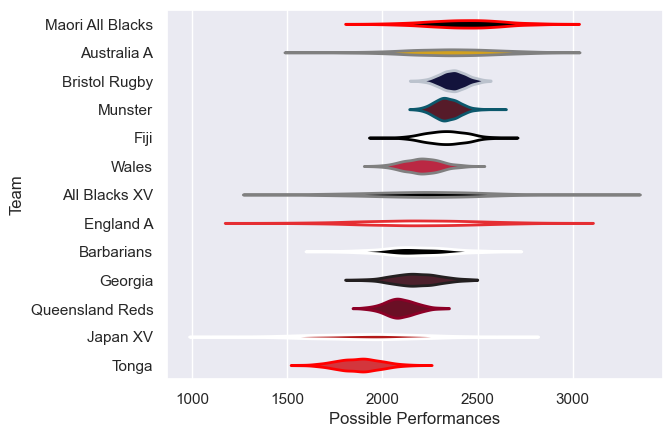 Maori All Blacks
Australia A
Bristol Rugby
Munster
Fiji
Wales
All Blacks XV
England A
Barbarians
Georgia
Queensland Reds
Japan XV
Tonga
Team
1000 1500 2000 2500 3000
Possible Performances